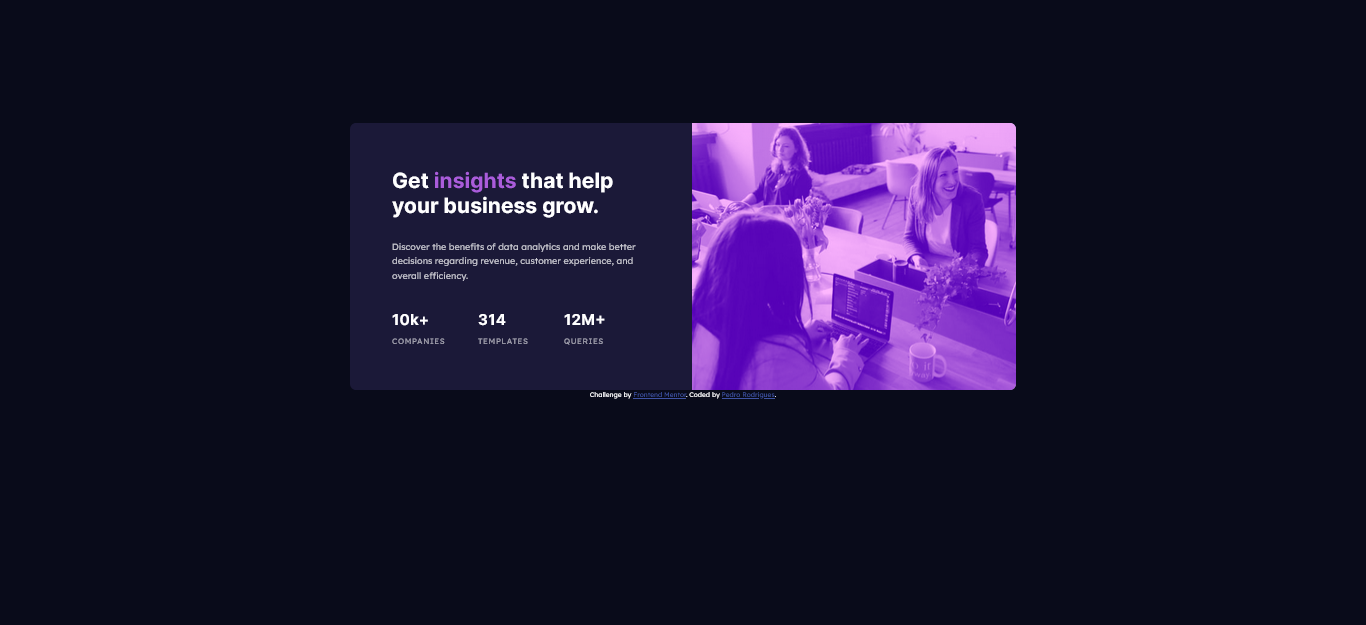 Get insights that help
your business grow.
Discover the benefits of data analytics and make better
decisions regarding revenue, customer experience, and
overall efficiency.
10k+ 314 12M+
COMPANIES TEMPLATES QUERIES
Challenge by Frontend Mentor. Coded by Pedro Rodrigues.